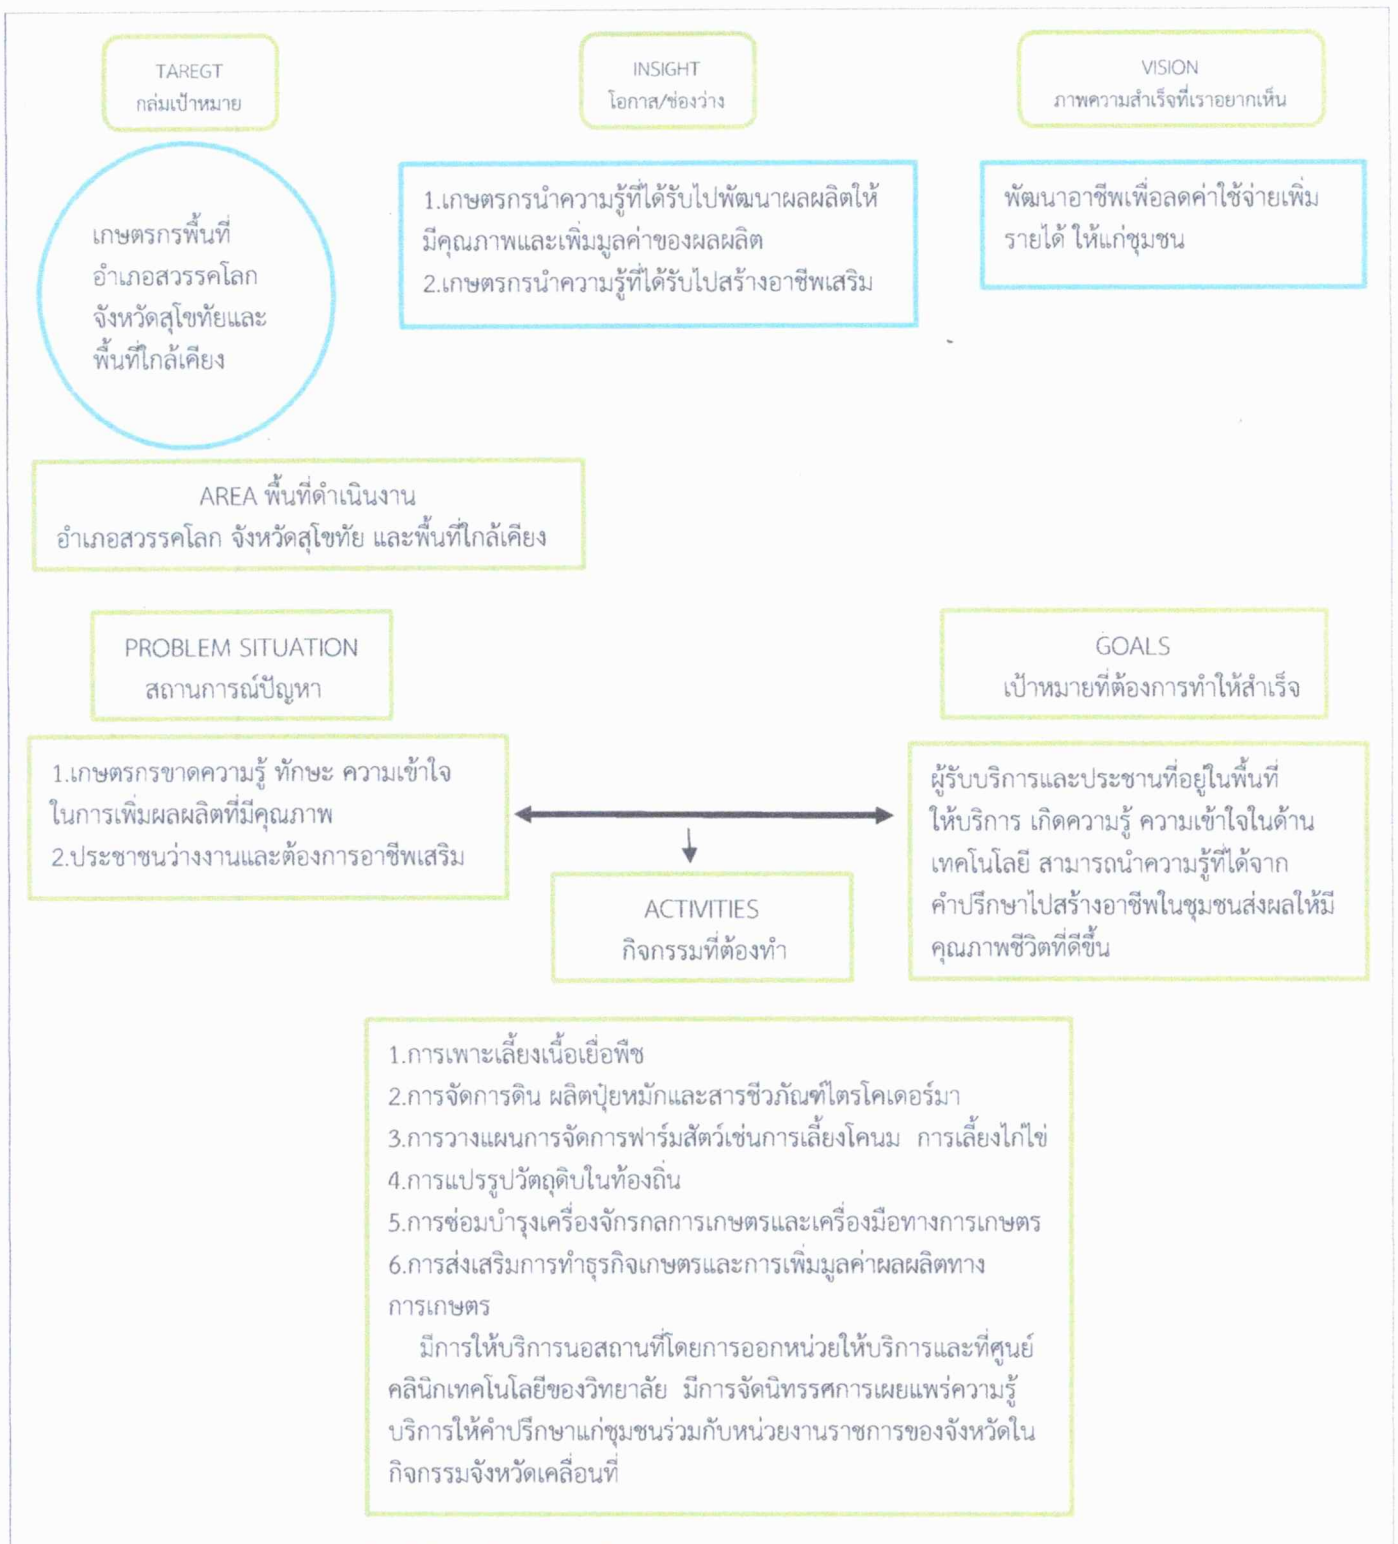 TAREGT
กลุ่มเป้าหมาย
INSIGHT
โอกาส/ช่องว่าง
VISION
ภาพความสำเร็จที่เราอยากเห็น
เกษตรกรพื้นที่
อำเภอสวรรคโลก
จังหวัดสุโขทัยและ
พื้นที่ใกล้เคียง
1.เกษตรกรนำความรู้ที่ได้รับไปพัฒนาผลผลิตให้
มีคุณภาพและเพิ่มมูลค่าของผลผลิต
2.เกษตรกรนำความรู้ที่ได้รับไปสร้างอาชีพเสริม
พัฒนาอาชีพเพื่อลดค่าใช้จ่ายเพิ่ม
รายได้ ให้แก่ชุมชน
AREA พื้นที่ดำเนินงาน
อำเภอสวรรคโลก จังหวัดสุโขทัย และพื้นที่ใกล้เคียง
PROBLEM SITUATION
สถานการณ์ปัญหา
GOALS
เป้าหมายที่ต้องการทำให้สำเร็จ
1.เกษตรกรขาดความรู้ ทักษะ ความเข้าใจ
ในการเพิ่มผลผลิตที่มีคุณภาพ
2.ประชาชนว่างงานและต้องการอาชีพเสริม
ผู้รับบริการและประชานที่อยู่ในพื้นที่
ให้บริการ เกิดความรู้ ความเข้าใจในด้าน
เทคโนโลยี สามารถนำความรู้ที่ได้จาก
คำปรึกษาไปสร้างอาชีพในชุมชนส่งผลให้มี
คุณภาพชีวิตที่ดีขึ้น
ACTIVITIES
กิจกรรมที่ต้องทำ
1.การเพาะเลี้ยงเนื้อเยื่อพืช
2.การจัดการดิน ผลิตปุ๋ยหมักและสารชีวภัณฑ์ไตรโคเดอร์มา
3.การวางแผนการจัดการฟาร์มสัตว์เช่นการเลี้ยงโคนม การเลี้ยงไก่ไข่
4.การแปรรูปวัตถุดิบในท้องถิ่น
5.การซ่อมบำรุงเครื่องจักรกลการเกษตรและเครื่องมือทางการเกษตร
6.การส่งเสริมการทำธุรกิจเกษตรและการเพิ่มมูลค่าผลผลิตทาง
การเกษตร
มีการให้บริการนอสถานที่โดยการออกหน่วยให้บริการและที่ศูนย์
คลินิกเทคโนโลยีของวิทยาลัย มีการจัดนิทรรศการเผยแพร่ความรู้
บริการให้คำปรึกษาแก่ชุมชนร่วมกับหน่วยงานราชการของจังหวัดใน
กิจกรรมจังหวัดเคลื่อนที่